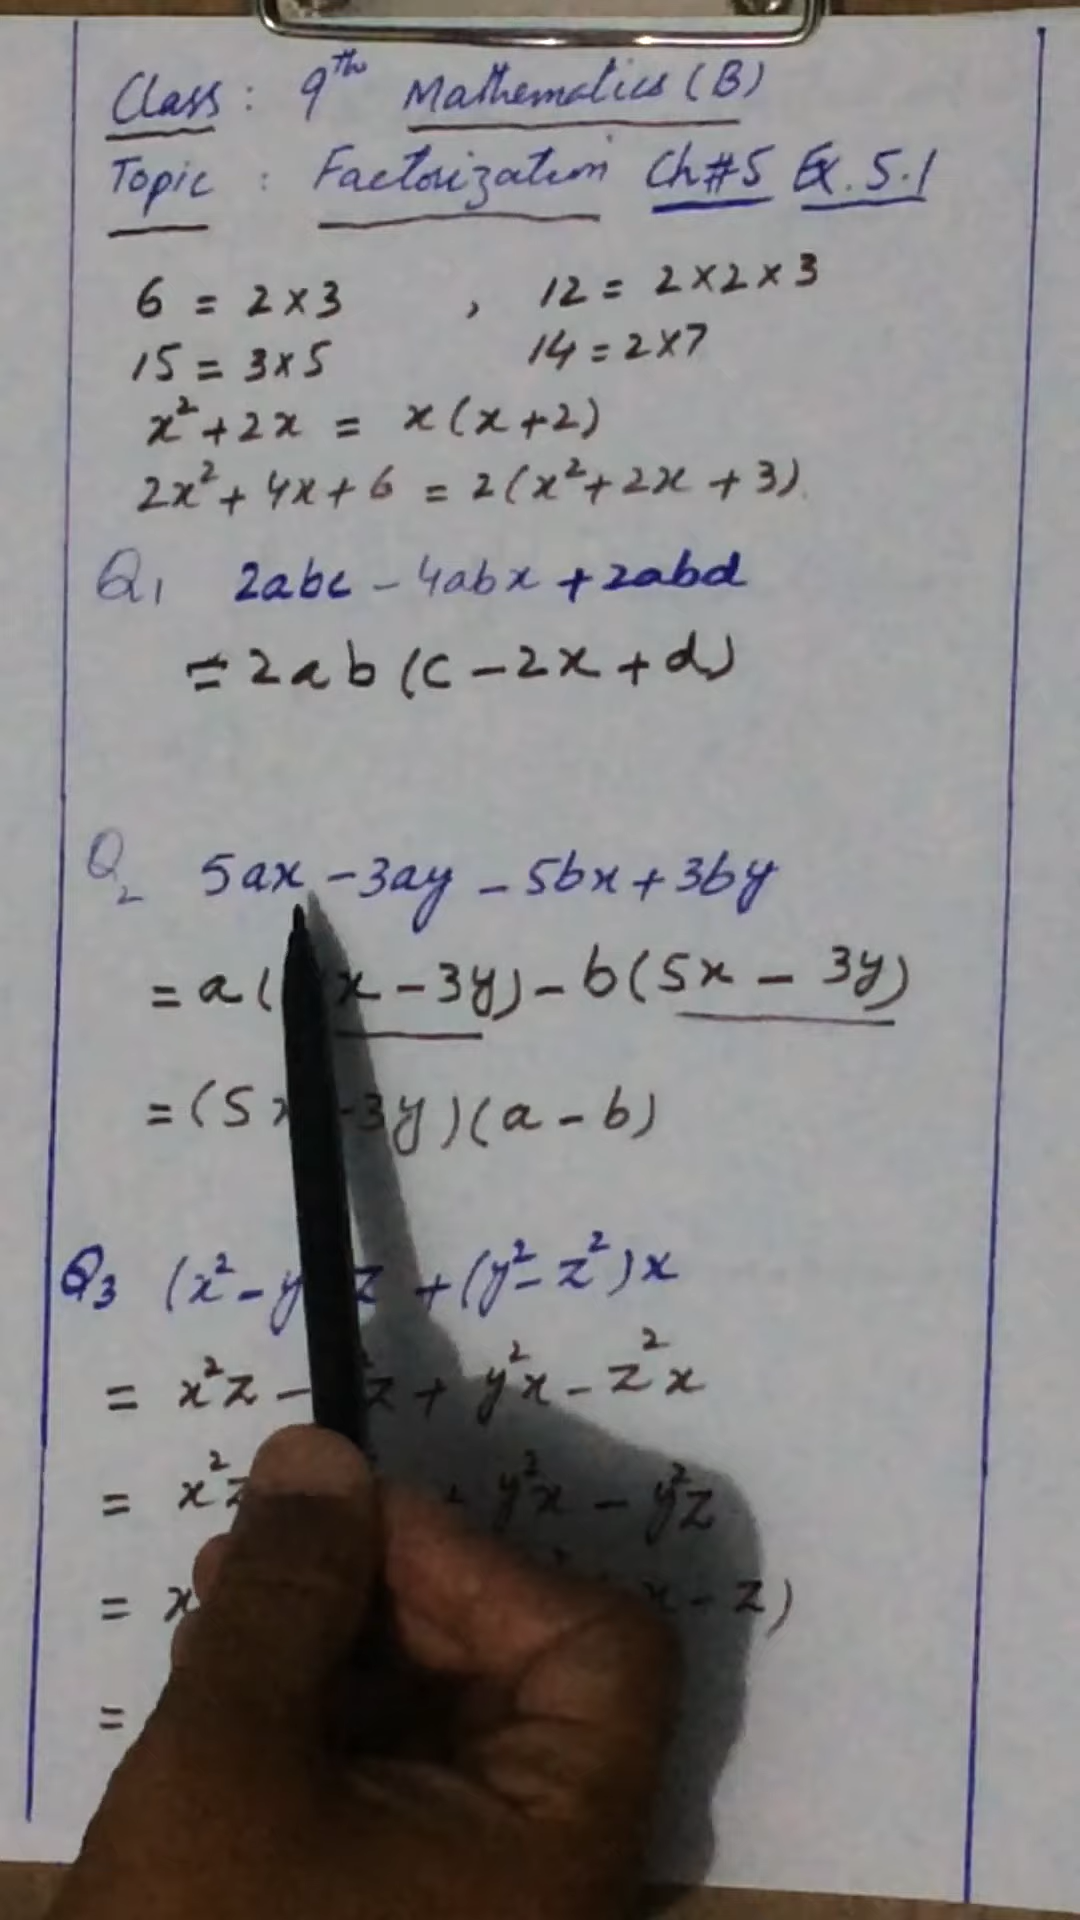 Class : 9th Mathematics (B)
Topic : Factorization Ch#5 Ex. 5.1
6 = 2×3 , 12 = 2×2×3
15 = 3×5 14 = 2×7
x²+2x = x(x+2)
2x²+4x+6 = 2(x²+2x+3)
Q1 2abc - 4abx + 2abd
= 2ab(c - 2x + d)
Q2 5ax - 3ay - 5bx + 3by
= a( x - 3y) - b(5x - 3y)
= (5x - 3y)(a - b)
Q3 (x² - y z + (y² - z²)x
= x²z - z + y²x - z²x
= x²z + y²x - y²z
= x x - z)
=